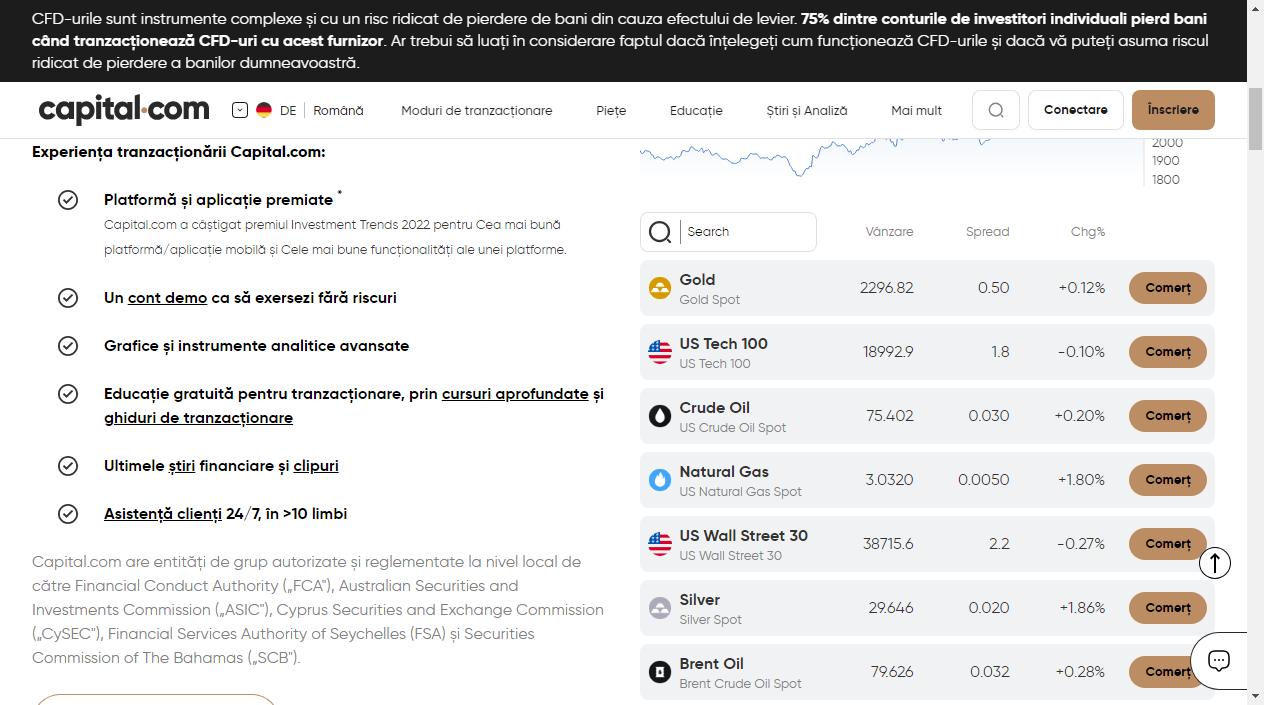 CFD-urile sunt instrumente complexe și cu un risc ridicat de pierdere de bani din cauza efectului de levier. 75% dintre conturile de investitori individuali pierd bani
când tranzacționează CFD-uri cu acest furnizor. Ar trebui să luați în considerare faptul dacă înțelegeți cum funcționează CFD-urile și dacă vă puteți asuma riscul
ridicat de pierdere a banilor dumneavoastră.
capital.com
DE
Română
Moduri de tranzacționare
Piețe
Educație
Știri și Analiză
Mai mult
Conectare
Înscriere
Experiența tranzacționării Capital.com:
Platformă și aplicație premiate *
Capital.com a câștigat premiul Investment Trends 2022 pentru Cea mai bună
platformă/aplicație mobilă și Cele mai bune funcționalități ale unei platforme.
Un cont demo ca să exersezi fără riscuri
Grafice și instrumente analitice avansate
Educație gratuită pentru tranzacționare, prin cursuri aprofundate și
ghiduri de tranzacționare
Ultimele știri financiare și clipuri
Asistență clienți 24/7, în >10 limbi
Capital.com are entități de grup autorizate și reglementate la nivel local de
către Financial Conduct Authority („FCA"), Australian Securities and
Investments Commission („ASIC"), Cyprus Securities and Exchange Commission
(„CySEC"), Financial Services Authority of Seychelles (FSA) și Securities
Commission of The Bahamas („SCB").
2000
1900
1800
Search
Vânzare
Spread
Chg%
Gold
Gold Spot
2296.82
0.50
+0.12%
Comerț
US Tech 100
US Tech 100
18992.9
1.8
-0.10%
Comerț
Crude Oil
US Crude Oil Spot
75.402
0.030
+0.20%
Comerț
Natural Gas
US Natural Gas Spot
3.0320
0.0050
+1.80%
Comerț
US Wall Street 30
US Wall Street 30
38715.6
2.2
-0.27%
Comerț
Silver
Silver Spot
29.646
0.020
+1.86%
Comerț
Brent Oil
Brent Crude Oil Spot
79.626
0.032
+0.28%
Comerț